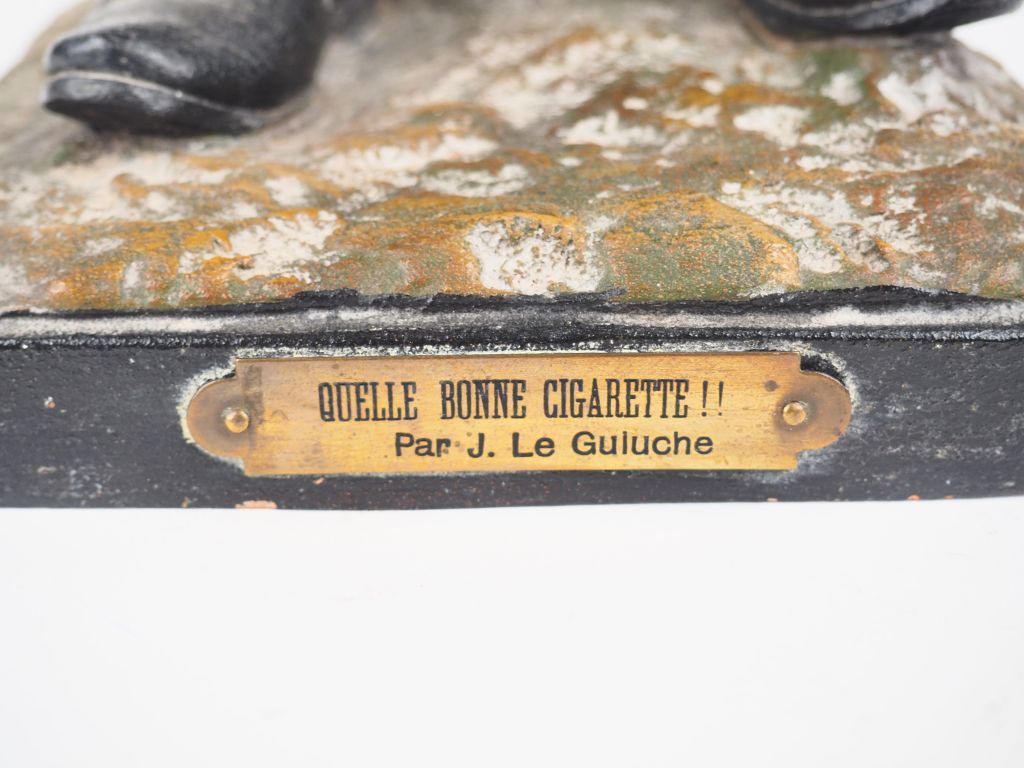 QUELLE BONNE CIGARETTE !!
Par J. Le Guluche